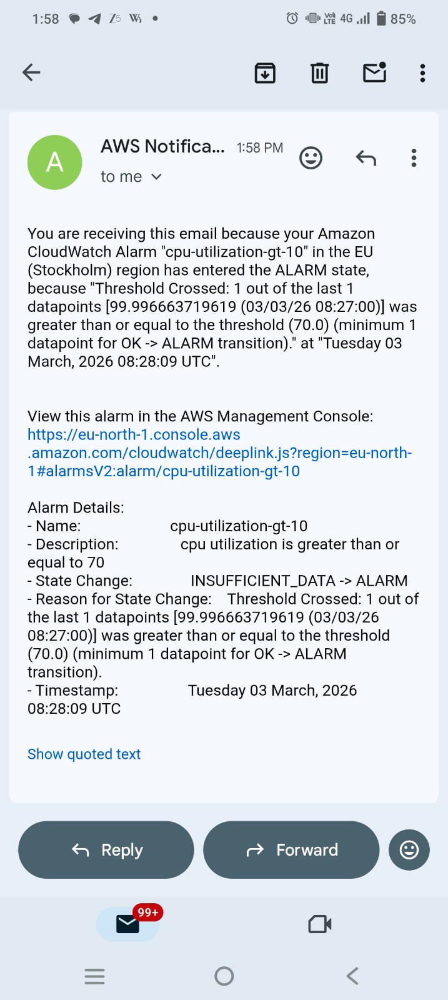 1:58
4G
85%
A
AWS Notifica...
1:58 PM
to me
You are receiving this email because your Amazon
CloudWatch Alarm "cpu-utilization-gt-10" in the EU
(Stockholm) region has entered the ALARM state,
because "Threshold Crossed: 1 out of the last 1
datapoints [99.996663719619 (03/03/26 08:27:00)] was
greater than or equal to the threshold (70.0) (minimum 1
datapoint for OK -> ALARM transition)." at "Tuesday 03
March, 2026 08:28:09 UTC".
View this alarm in the AWS Management Console:
https://eu-north-1.console.aws
.amazon.com/cloudwatch/deeplink.js?region=eu-north-
1#alarmsV2:alarm/cpu-utilization-gt-10
Alarm Details:
- Name: cpu-utilization-gt-10
- Description: cpu utilization is greater than or
equal to 70
- State Change: INSUFFICIENT_DATA -> ALARM
- Reason for State Change: Threshold Crossed: 1 out of
the last 1 datapoints [99.996663719619 (03/03/26
08:27:00)] was greater than or equal to the threshold
(70.0) (minimum 1 datapoint for OK -> ALARM
transition).
- Timestamp: Tuesday 03 March, 2026
08:28:09 UTC
Show quoted text
Reply
Forward
99+